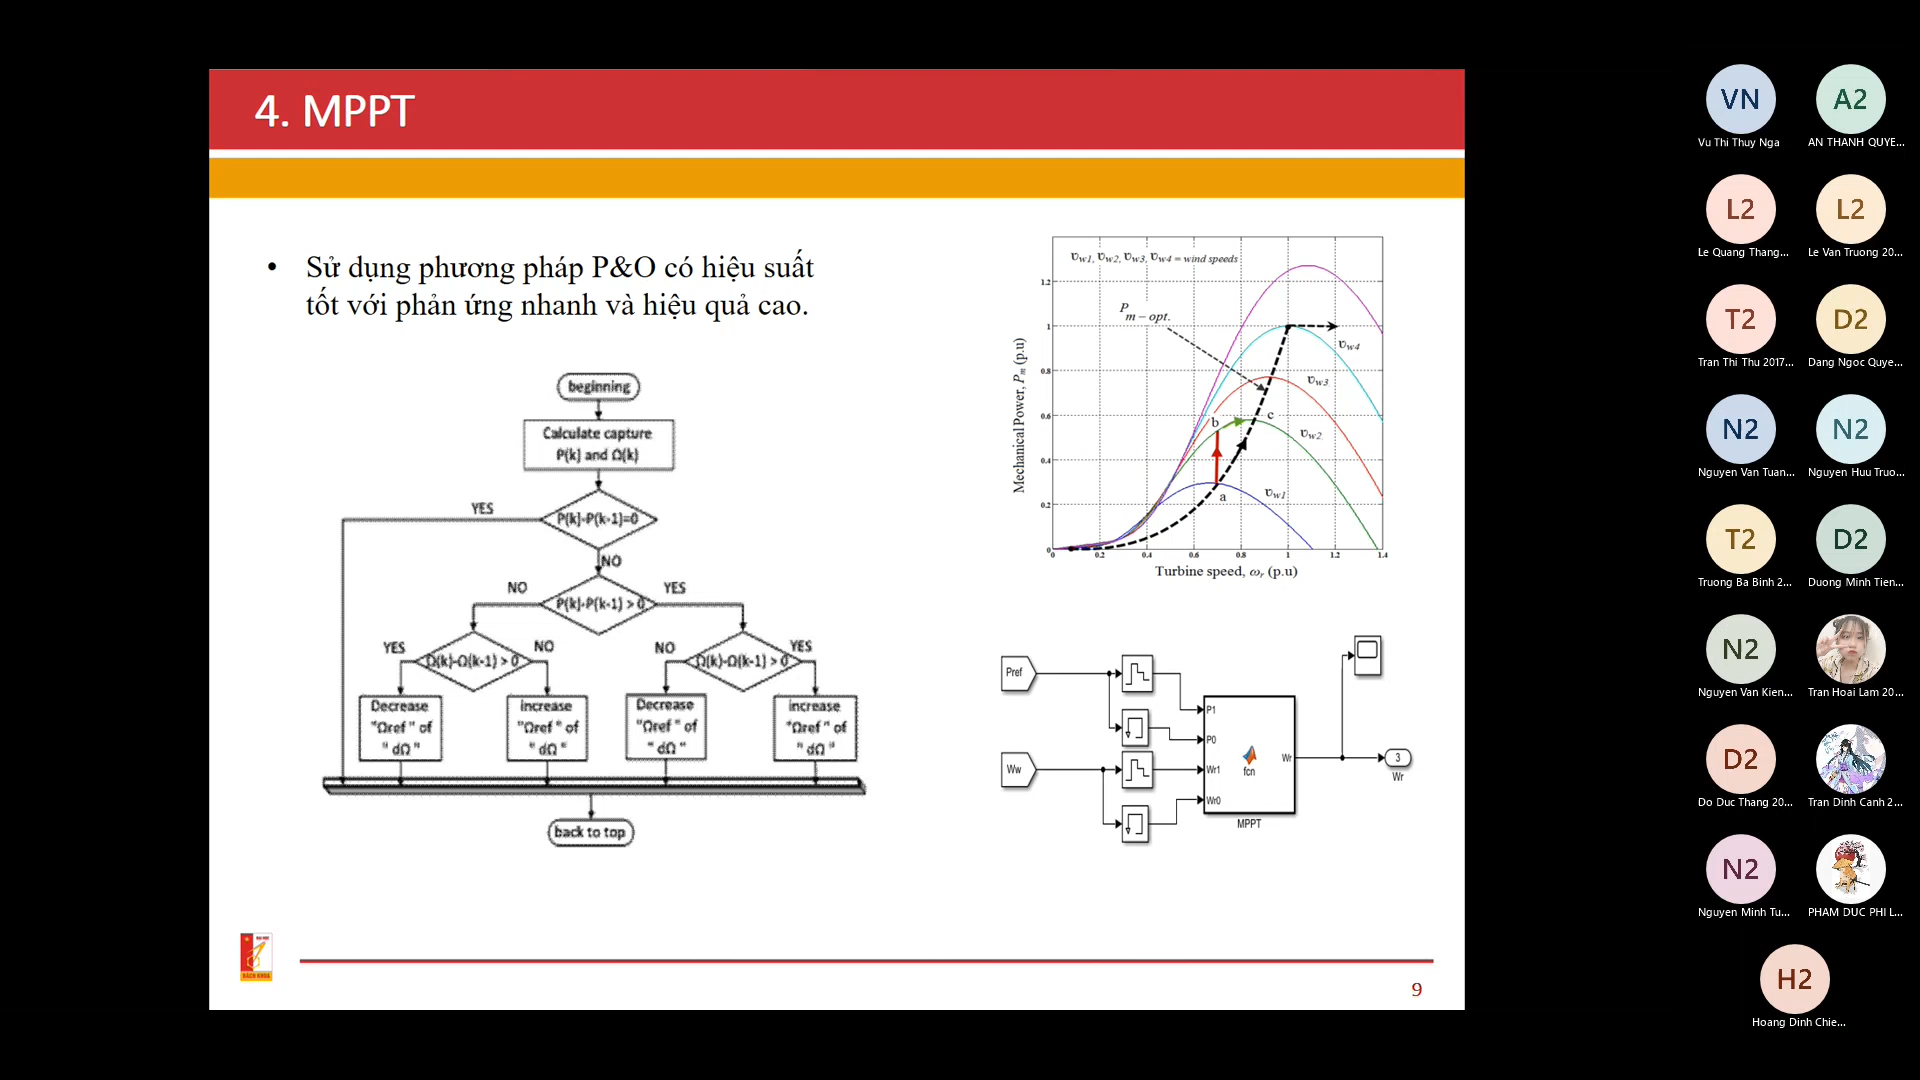 4. MPPT
• Sử dụng phương pháp P&O có hiệu suất
tốt với phản ứng nhanh và hiệu quả cao.
beginning
Calculate capture
P(k) and Ω(k)
YES
P(k)-P(k-1)=0
NO
NO
P(k)-P(k-1) > 0
YES
YES
Ω(k)-Ω(k-1) > 0
NO
NO
Ω(k)-Ω(k-1) > 0
YES
Decrease
"Ωref" of
" dΩ "
increase
"Ωref " of
" dΩ "
Decrease
"Ωref " of
" dΩ "
increase
"Ωref " of
" dΩ "
back to top
υw1, υw2, υw3, υw4 = wind speeds
Pm-opt.
Mechanical Power, Pm (p.u)
1.2
1
0.8
0.6
0.4
0.2
0
υw4
υw3
υw2
υw1
a
b
c
0
0.2
0.4
0.6
0.8
1
1.2
1.4
Turbine speed, ωr (p.u)
Pref
Ww
P1
P0
Wr1
Wr0
fcn
Wr
MPPT
3
Wr
ĐẠI HỌC
BÁCH KHOA
9
VN
Vu Thi Thuy Nga
A2
AN THANH QUYE...
L2
Le Quang Thang...
L2
Le Van Truong 20...
T2
Tran Thi Thu 2017...
D2
Dang Ngoc Quye...
N2
Nguyen Van Tuan...
N2
Nguyen Huu Truo...
T2
Truong Ba Binh 2...
D2
Duong Minh Tien...
N2
Nguyen Van Kien...
Tran Hoai Lam 20...
D2
Do Duc Thang 20...
Tran Dinh Canh 2...
N2
Nguyen Minh Tu...
PHAM DUC PHI L...
H2
Hoang Dinh Chie...